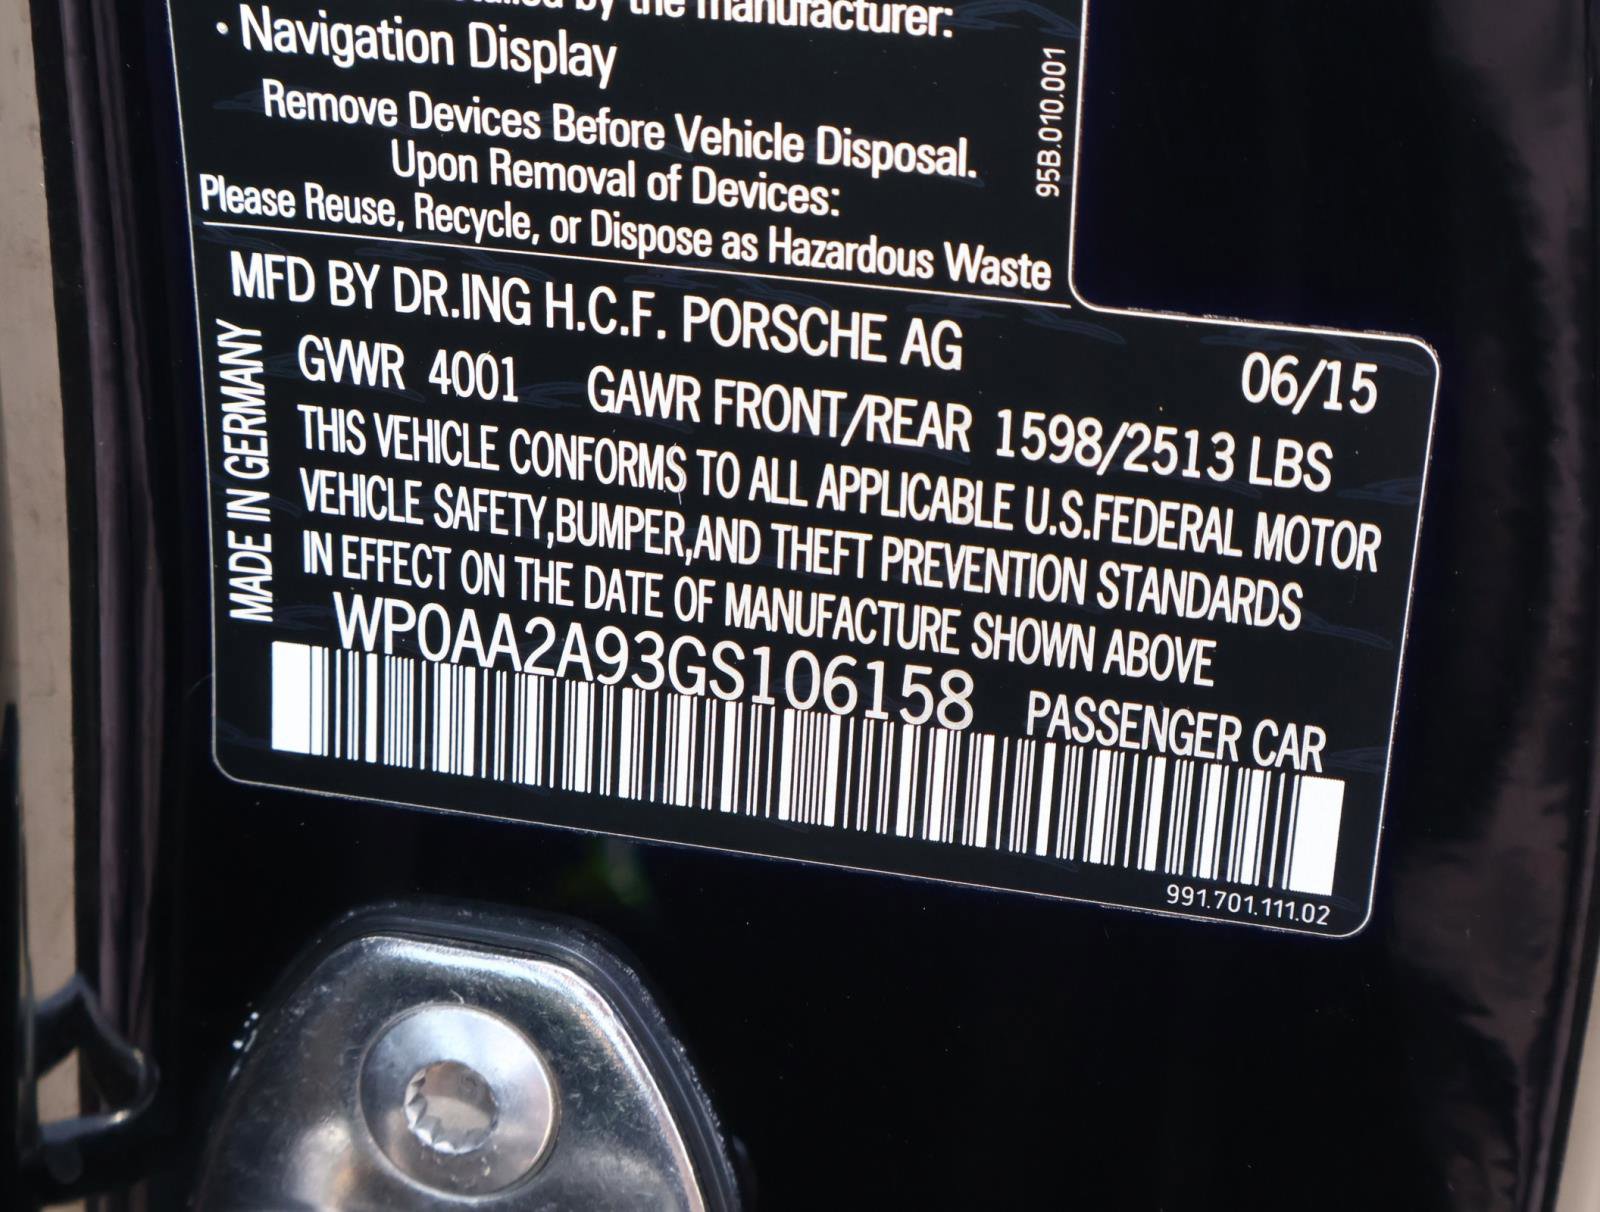 by the manufacturer:
• Navigation Display
Remove Devices Before Vehicle Disposal.
Upon Removal of Devices:
Please Reuse, Recycle, or Dispose as Hazardous Waste
95B.010.001
MFD BY DR.ING H.C.F. PORSCHE AG 06/15
GVWR 4001 GAWR FRONT/REAR 1598/2513 LBS
THIS VEHICLE CONFORMS TO ALL APPLICABLE U.S.FEDERAL MOTOR
VEHICLE SAFETY,BUMPER,AND THEFT PREVENTION STANDARDS
IN EFFECT ON THE DATE OF MANUFACTURE SHOWN ABOVE
WP0AA2A93GS106158 PASSENGER CAR
MADE IN GERMANY
991.701.111.02